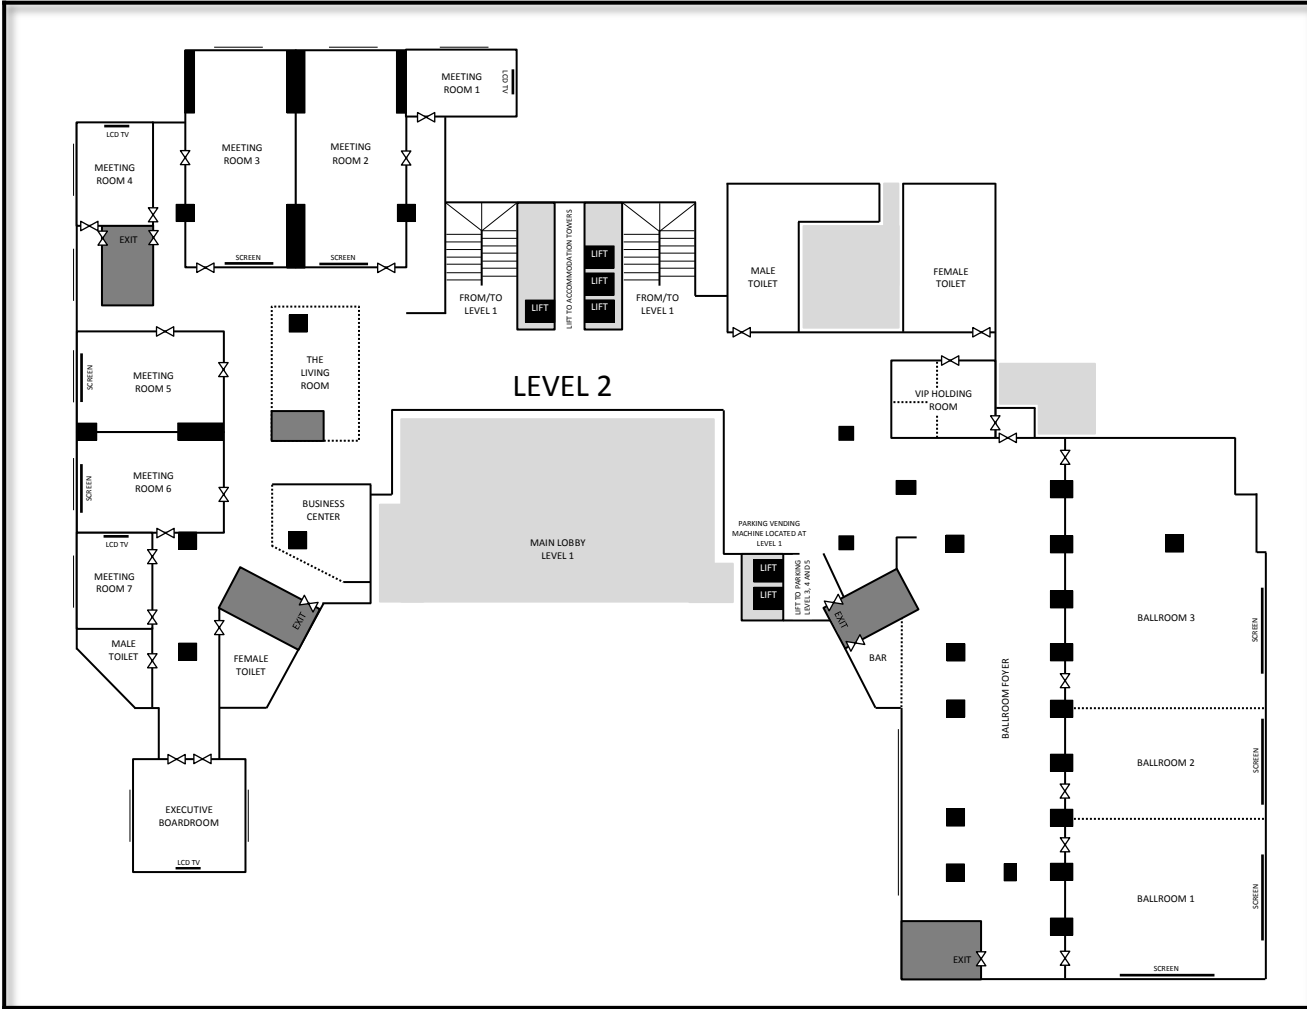 MEETING
ROOM 1
LCD TV
MEETING
ROOM 3
MEETING
ROOM 2
LCD TV
MEETING
ROOM 4
EXIT
SCREEN
SCREEN
LIFT TO ACCOMMODATION TOWERS
LIFT
LIFT
LIFT
LIFT
FROM/TO
LEVEL 1
FROM/TO
LEVEL 1
MALE
TOILET
FEMALE
TOILET
THE
LIVING
ROOM
LEVEL 2
SCREEN
MEETING
ROOM 5
VIP HOLDING
ROOM
SCREEN
MEETING
ROOM 6
BUSINESS
CENTER
MAIN LOBBY
LEVEL 1
PARKING VENDING
MACHINE LOCATED AT
LEVEL 1
LIFT
LIFT
LIFT TO PARKING
LEVEL 3, 4 AND 5
LCD TV
MEETING
ROOM 7
EXIT
EXIT
MALE
TOILET
FEMALE
TOILET
BAR
BALLROOM FOYER
BALLROOM 3
SCREEN
BALLROOM 2
SCREEN
EXECUTIVE
BOARDROOM
LCD TV
BALLROOM 1
SCREEN
EXIT
SCREEN